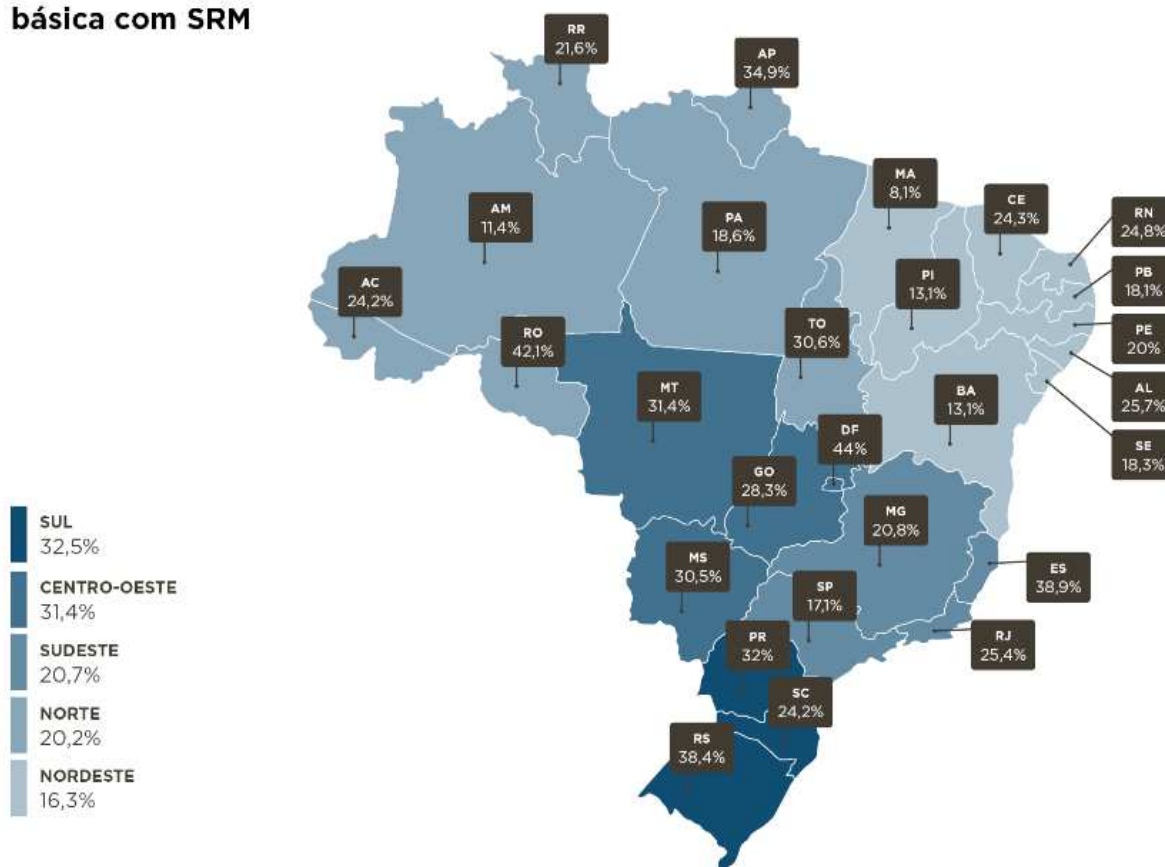 básica com SRM
RR
21,6%
AP
34,9%
MA
8,1%
CE
24,3%
RN
24,8%
AM
11,4%
PA
18,6%
PI
13,1%
PB
18,1%
AC
24,2%
RO
42,1%
TO
30,6%
PE
20%
MT
31,4%
BA
13,1%
AL
25,7%
DF
44%
SE
18,3%
GO
28,3%
MG
20,8%
MS
30,5%
SP
17,1%
ES
38,9%
PR
32%
RJ
25,4%
SC
24,2%
RS
38,4%
SUL
32,5%
CENTRO-OESTE
31,4%
SUDESTE
20,7%
NORTE
20,2%
NORDESTE
16,3%